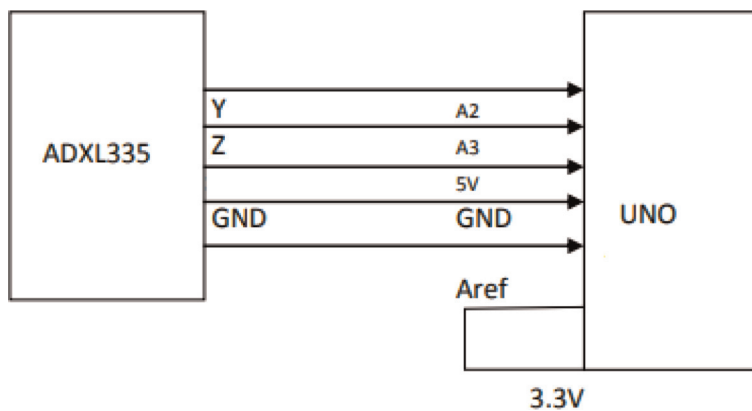 Y A2
ADXL335 Z A3
5V
GND GND UNO
Aref
3.3V